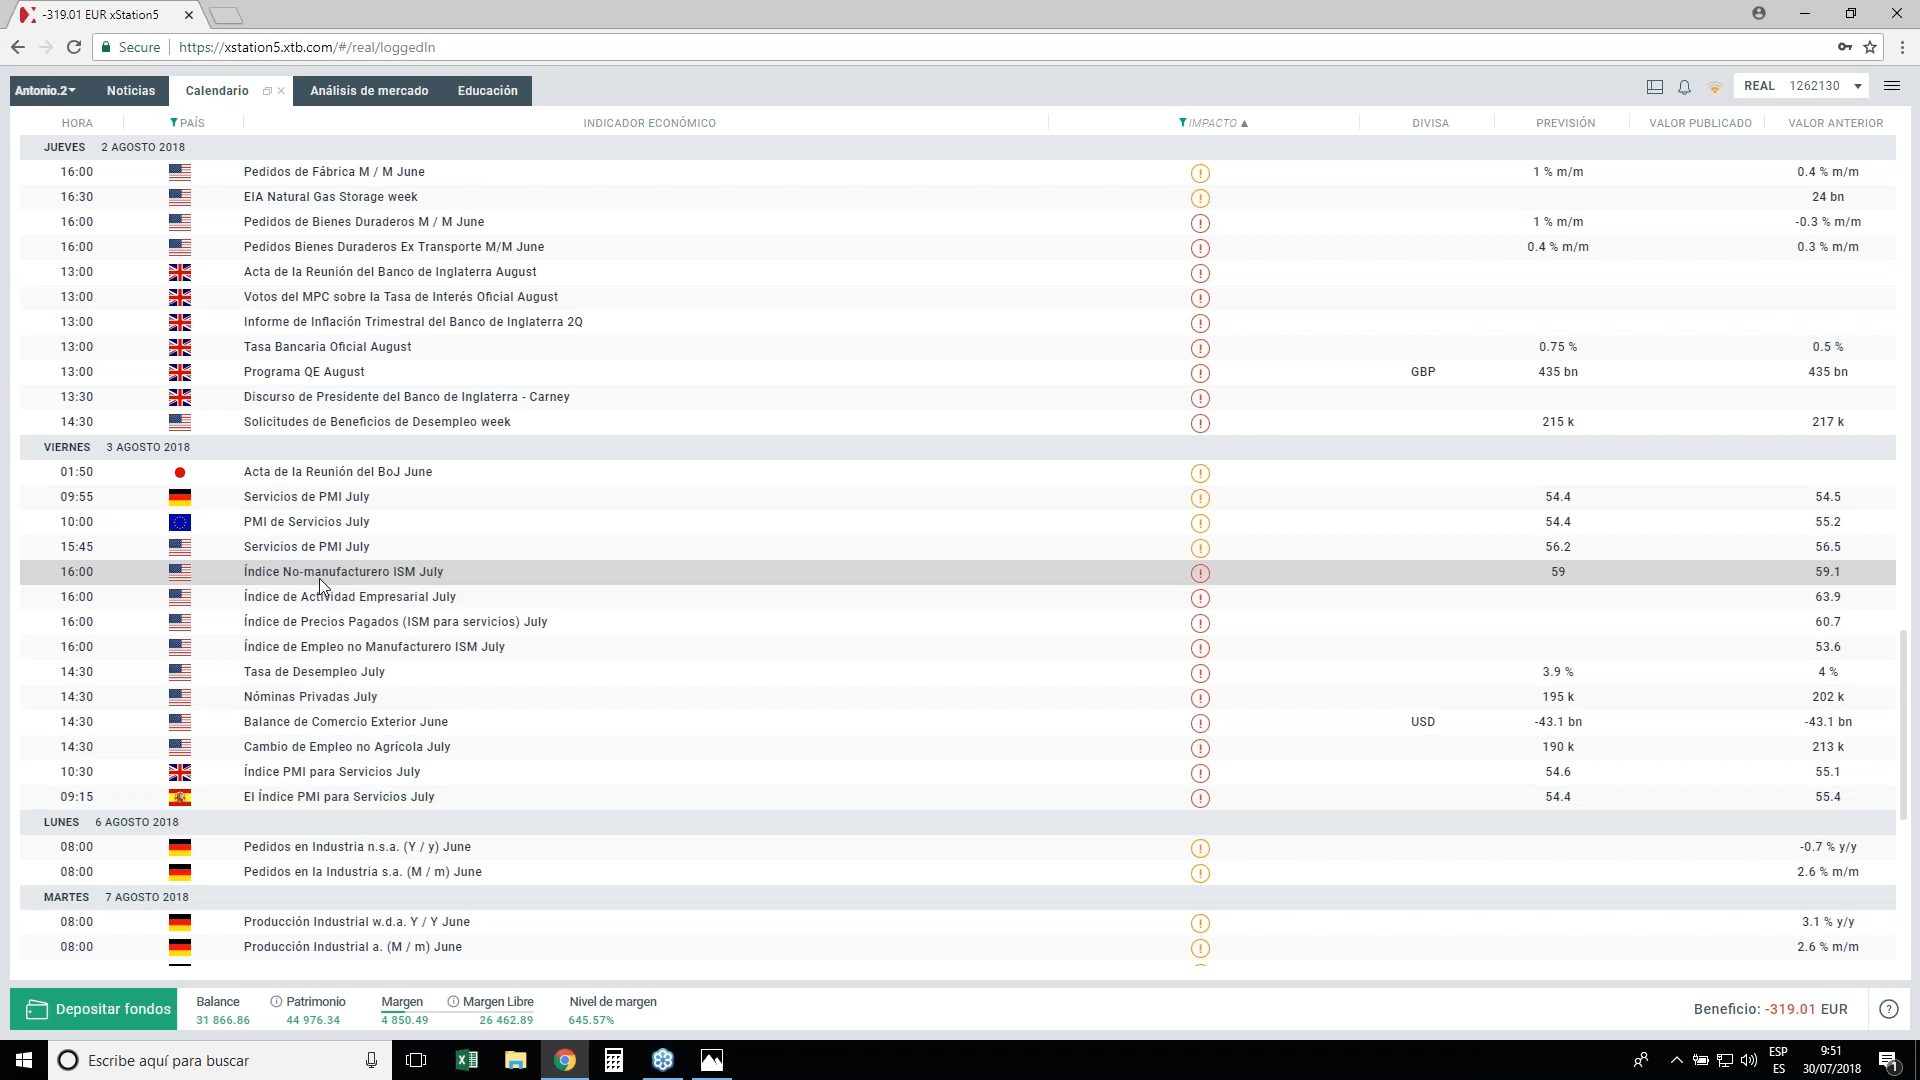 -319.01 EUR xStation5
Secure https://xstation5.xtb.com/#/real/loggedIn
Antonio.2 Noticias Calendario Análisis de mercado Educación REAL 1262130
HORA PAÍS INDICADOR ECONÓMICO IMPACTO ▲ DIVISA PREVISIÓN VALOR PUBLICADO VALOR ANTERIOR
JUEVES 2 AGOSTO 2018
16:00 Pedidos de Fábrica M / M June 1 % m/m 0.4 % m/m
16:30 EIA Natural Gas Storage week 24 bn
16:00 Pedidos de Bienes Duraderos M / M June 1 % m/m -0.3 % m/m
16:00 Pedidos Bienes Duraderos Ex Transporte M/M June 0.4 % m/m 0.3 % m/m
13:00 Acta de la Reunión del Banco de Inglaterra August
13:00 Votos del MPC sobre la Tasa de Interés Oficial August
13:00 Informe de Inflación Trimestral del Banco de Inglaterra 2Q
13:00 Tasa Bancaria Oficial August 0.75 % 0.5 %
13:00 Programa QE August GBP 435 bn 435 bn
13:30 Discurso de Presidente del Banco de Inglaterra - Carney
14:30 Solicitudes de Beneficios de Desempleo week 215 k 217 k
VIERNES 3 AGOSTO 2018
01:50 Acta de la Reunión del BoJ June
09:55 Servicios de PMI July 54.4 54.5
10:00 PMI de Servicios July 54.4 55.2
15:45 Servicios de PMI July 56.2 56.5
16:00 Índice No-manufacturero ISM July 59 59.1
16:00 Índice de Actividad Empresarial July 63.9
16:00 Índice de Precios Pagados (ISM para servicios) July 60.7
16:00 Índice de Empleo no Manufacturero ISM July 53.6
14:30 Tasa de Desempleo July 3.9 % 4 %
14:30 Nóminas Privadas July 195 k 202 k
14:30 Balance de Comercio Exterior June USD -43.1 bn -43.1 bn
14:30 Cambio de Empleo no Agrícola July 190 k 213 k
10:30 Índice PMI para Servicios July 54.6 55.1
09:15 El Índice PMI para Servicios July 54.4 55.4
LUNES 6 AGOSTO 2018
08:00 Pedidos en Industria n.s.a. (Y / y) June -0.7 % y/y
08:00 Pedidos en la Industria s.a. (M / m) June 2.6 % m/m
MARTES 7 AGOSTO 2018
08:00 Producción Industrial w.d.a. Y / Y June 3.1 % y/y
08:00 Producción Industrial a. (M / m) June 2.6 % m/m
Depositar fondos Balance Patrimonio Margen Margen Libre Nivel de margen Beneficio: -319.01 EUR
31 866.86 44 976.34 4 850.49 26 462.89 645.57%
Escribe aquí para buscar ESP 9:51
ES 30/07/2018 1